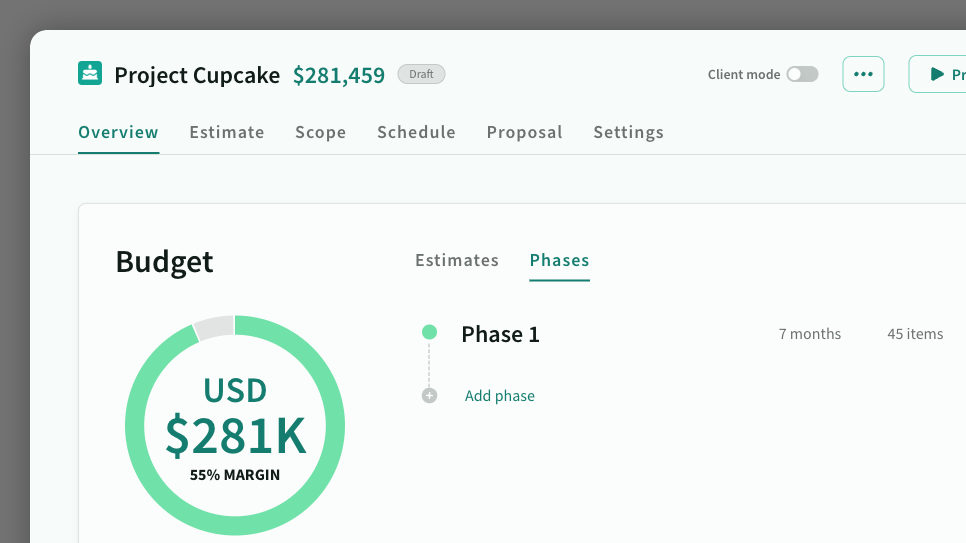 Project Cupcake $281,459 Draft Client mode
Overview Estimate Scope Schedule Proposal Settings
Budget
Estimates Phases
Phase 1 7 months 45 items
Add phase
USD
$281K
55% MARGIN